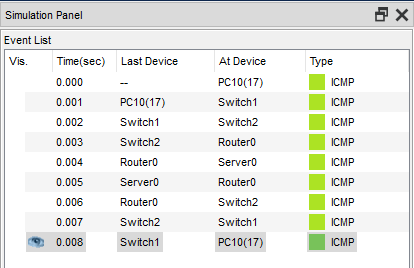 Simulation Panel
Event List
Vis. Time(sec) Last Device At Device Type
0.000 -- PC10(17) ICMP
0.001 PC10(17) Switch1 ICMP
0.002 Switch1 Switch2 ICMP
0.003 Switch2 Router0 ICMP
0.004 Router0 Server0 ICMP
0.005 Server0 Router0 ICMP
0.006 Router0 Switch2 ICMP
0.007 Switch2 Switch1 ICMP
0.008 Switch1 PC10(17) ICMP